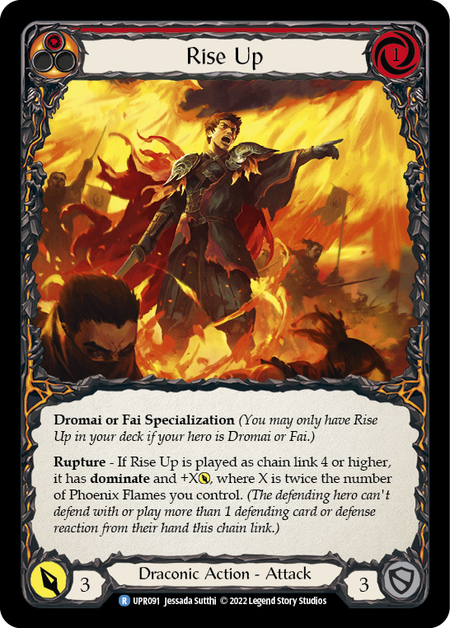 Rise Up
1
Dromai or Fai Specialization (You may only have Rise
Up in your deck if your hero is Dromai or Fai.)
Rupture - If Rise Up is played as chain link 4 or higher,
it has dominate and +X, where X is twice the number
of Phoenix Flames you control. (The defending hero can't
defend with or play more than 1 defending card or defense
reaction from their hand this chain link.)
3
Draconic Action - Attack
3
R UPR091 Jessada Sutthi © 2022 Legend Story Studios